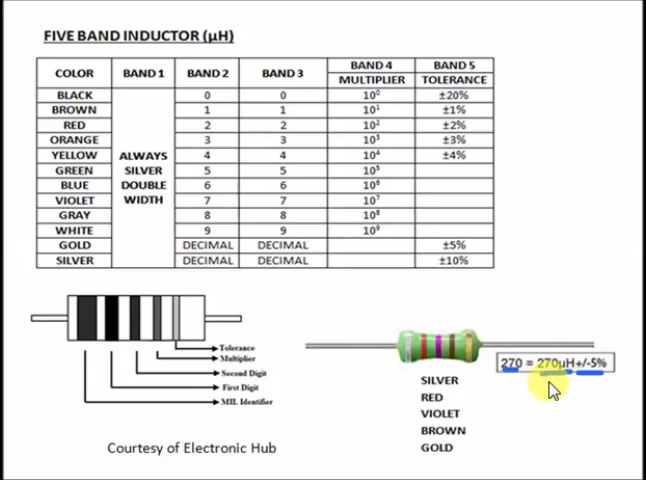 FIVE BAND INDUCTOR (µH)
COLOR BAND 1 BAND 2 BAND 3 BAND 4 BAND 5
MULTIPLIER TOLERANCE
BLACK 0 0 10⁰ ±20%
BROWN 1 1 10¹ ±1%
RED 2 2 10² ±2%
ORANGE 3 3 10³ ±3%
YELLOW ALWAYS 4 4 10⁴ ±4%
GREEN SILVER 5 5 10⁵
BLUE DOUBLE 6 6 10⁶
VIOLET WIDTH 7 7 10⁷
GRAY 8 8 10⁸
WHITE 9 9 10⁹
GOLD DECIMAL DECIMAL ±5%
SILVER DECIMAL DECIMAL ±10%
Tolerance
Multiplier
Second Digit
First Digit
MIL Identifier
270 = 270µH+/-5%
SILVER
RED
VIOLET
BROWN
GOLD
Courtesy of Electronic Hub